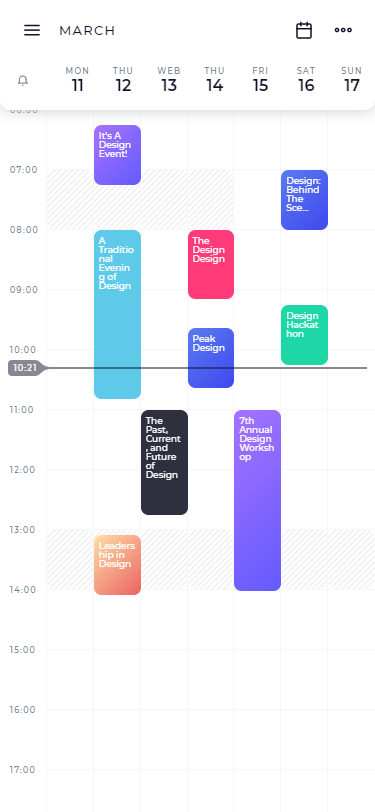 MARCH
MON THU WEB THU FRI SAT SUN
11 12 13 14 15 16 17
It's A
Design
Event!
07:00
Design:
Behind
The
Sce...
08:00
A
Traditio
nal
Evenin
g of
Design
The
Design
Design
09:00
Design
Hackat
hon
Peak
Design
10:00
10:21
11:00
The
Past,
Current
, and
Future
of
Design
7th
Annual
Design
Worksh
op
12:00
13:00
Leaders
hip in
Design
14:00
15:00
16:00
17:00